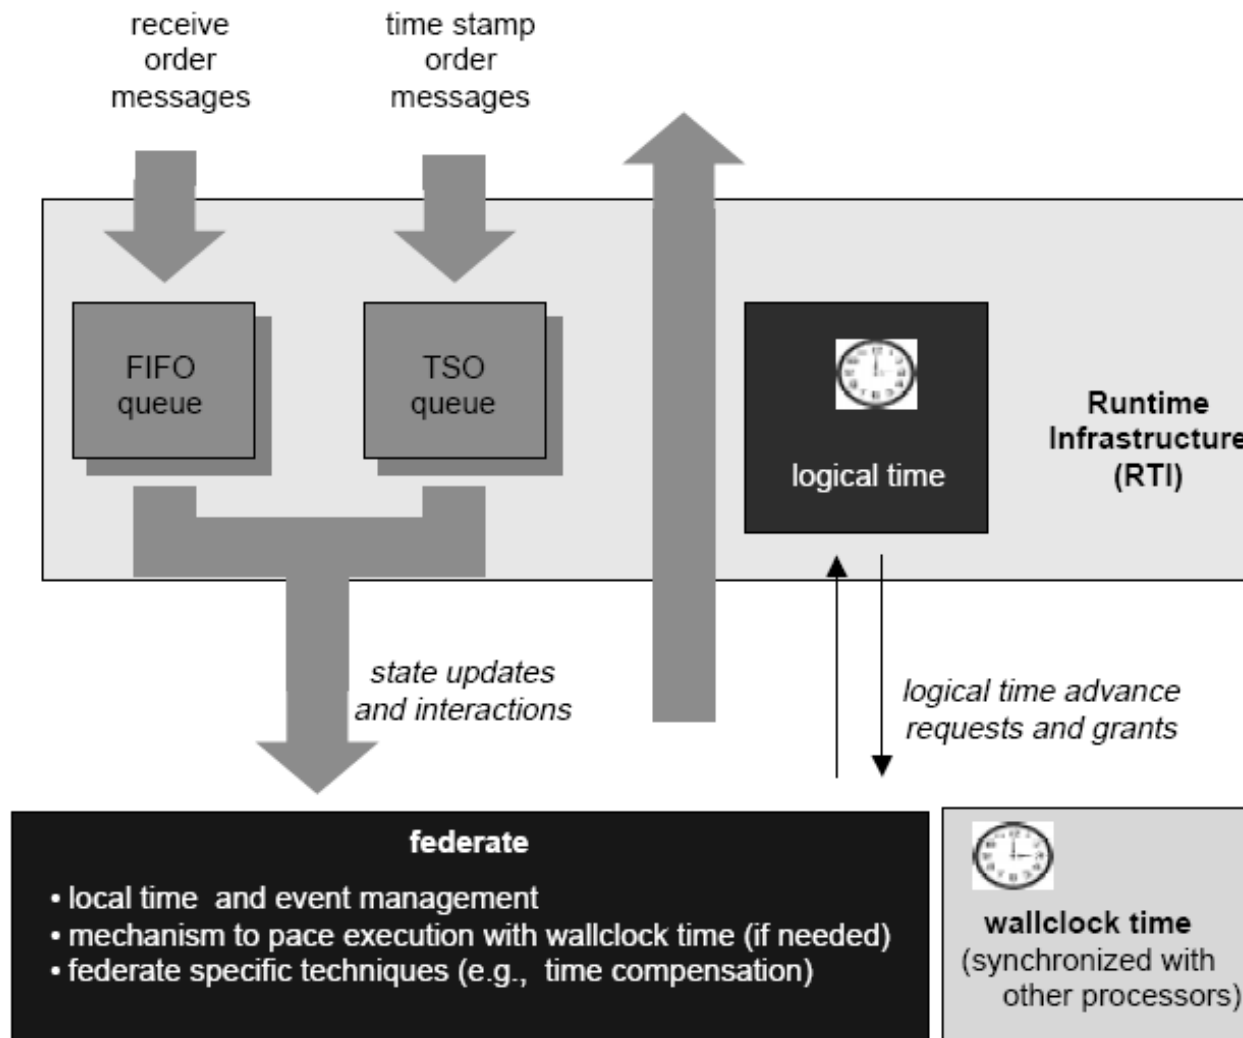 receive
order
messages
time stamp
order
messages
FIFO
queue
TSO
queue
logical time
Runtime
Infrastructure
(RTI)
state updates
and interactions
logical time advance
requests and grants
federate
• local time  and event management
• mechanism to pace execution with wallclock time (if needed)
• federate specific techniques (e.g.,  time compensation)
wallclock time
(synchronized with
other processors)